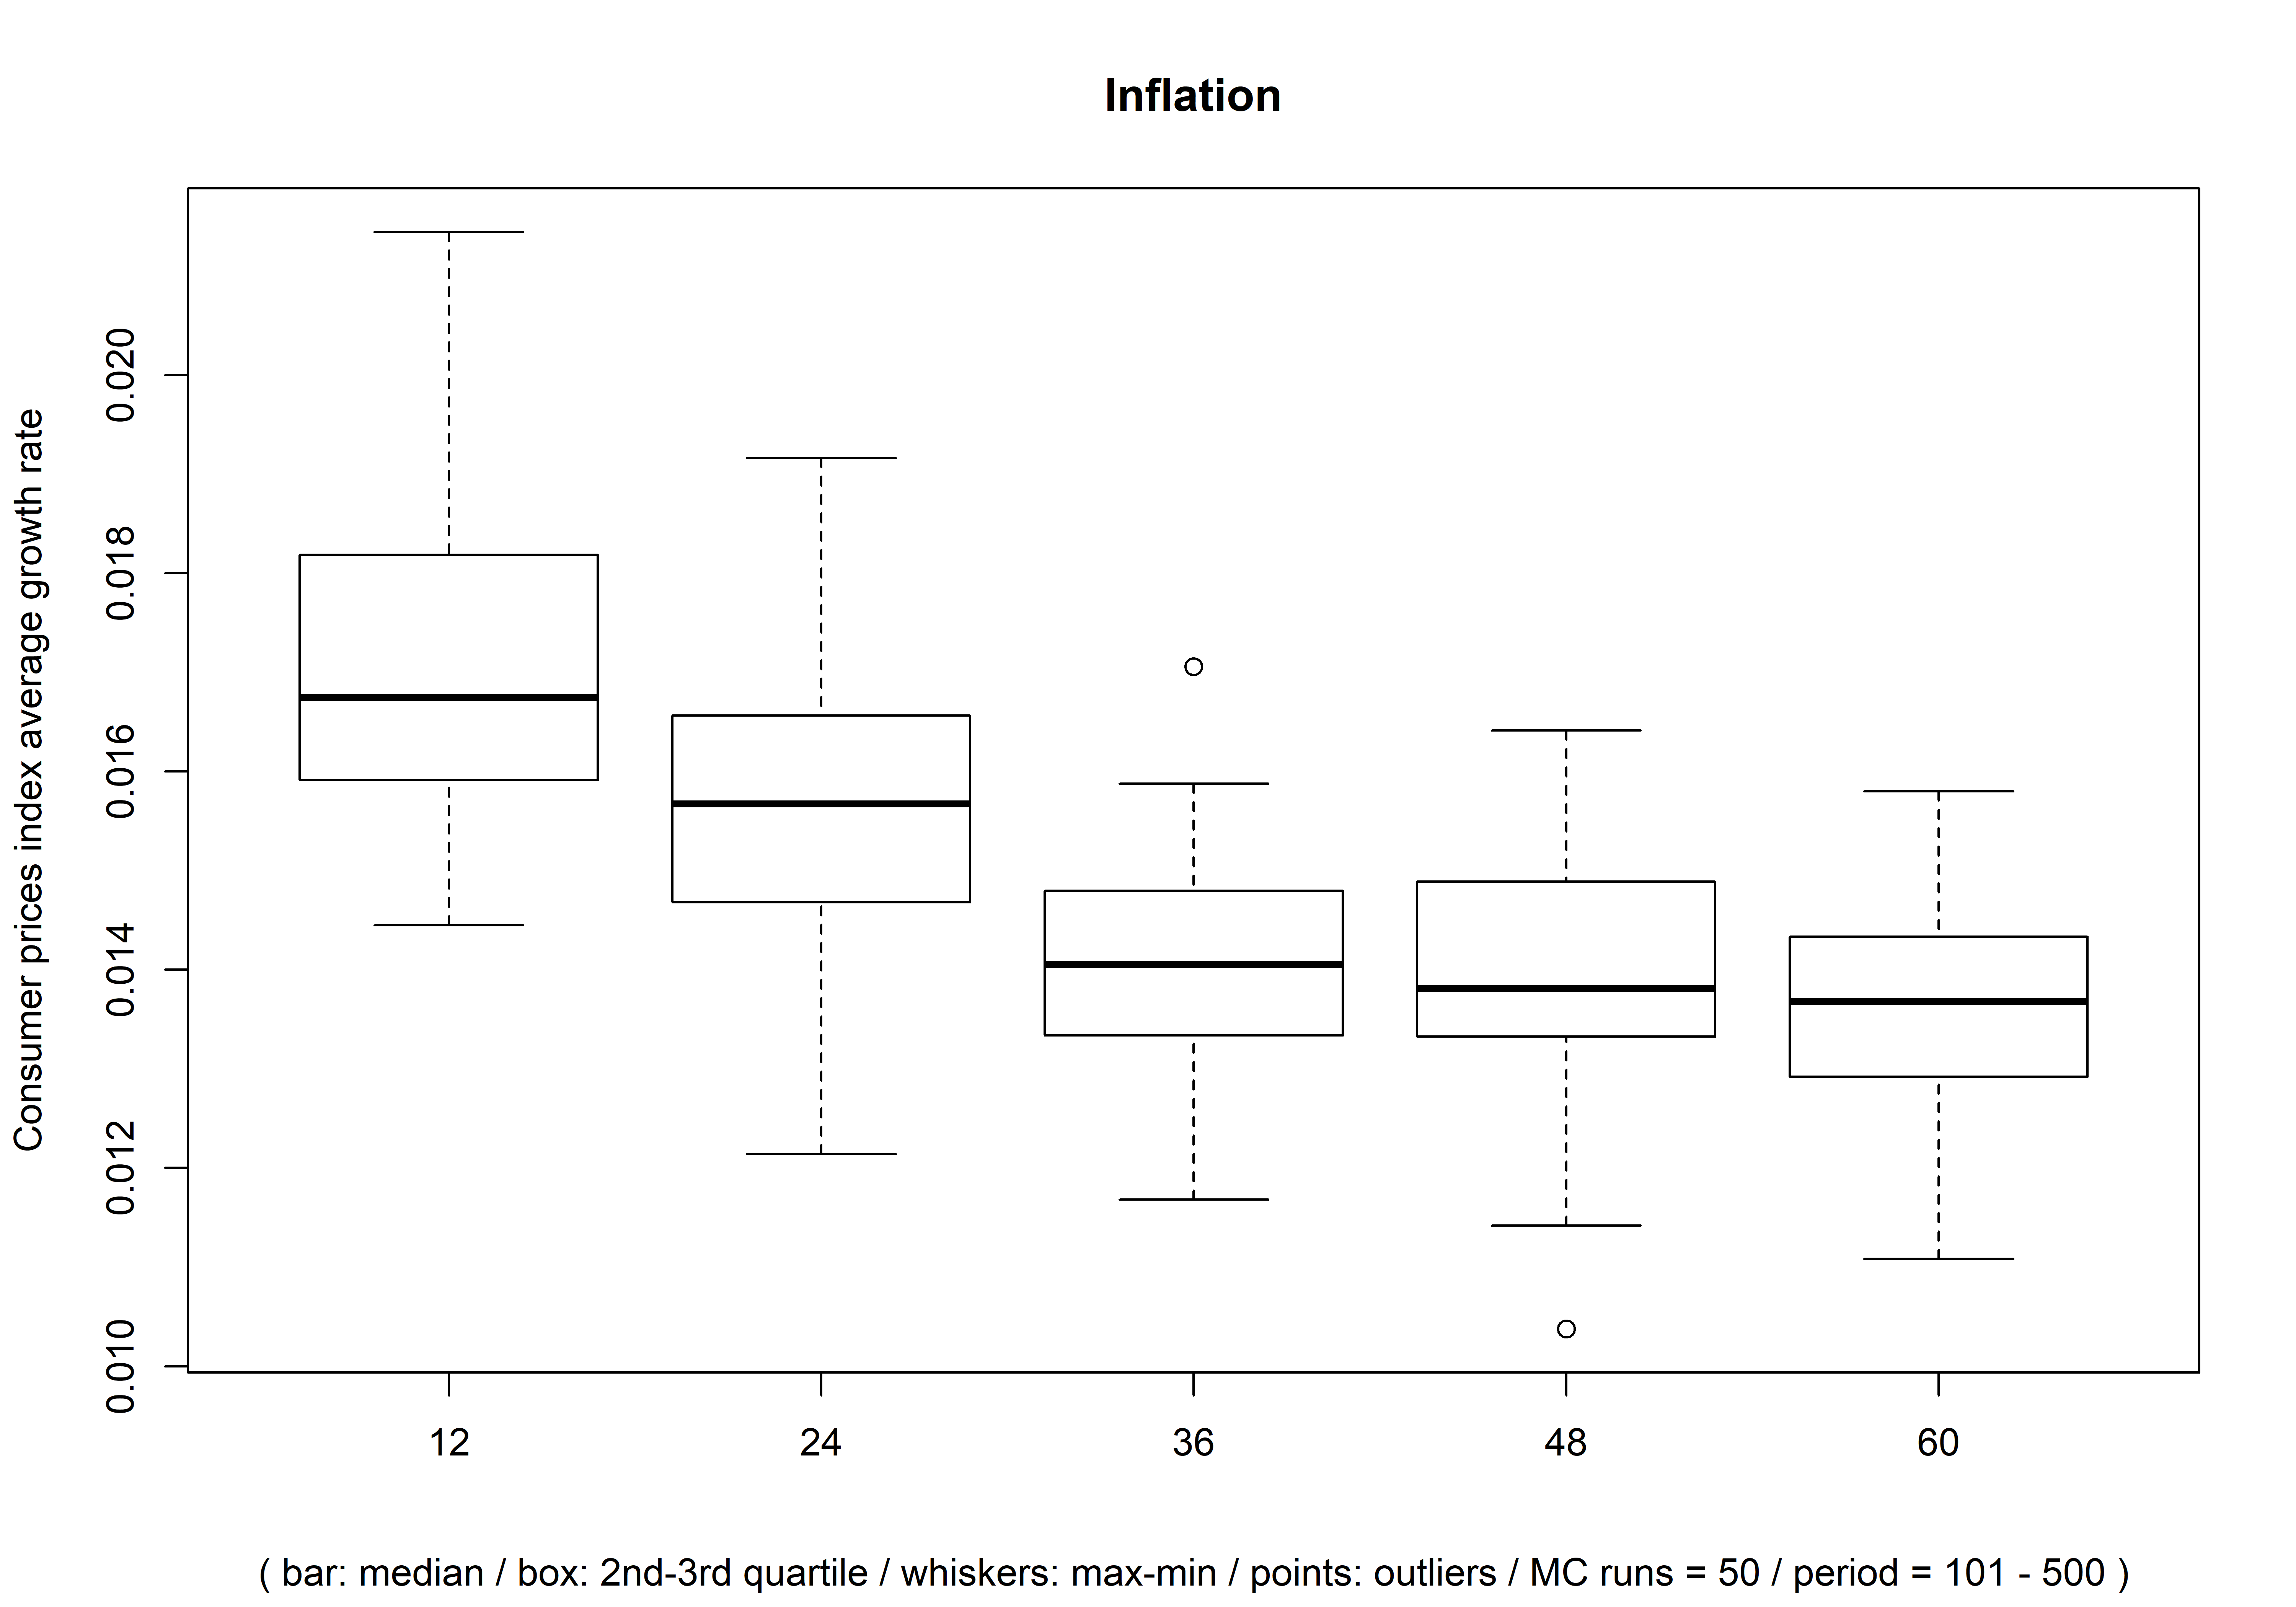 Inflation
Consumer prices index average growth rate
0.020
0.018
0.016
0.014
0.012
0.010
12 24 36 48 60
( bar: median / box: 2nd-3rd quartile / whiskers: max-min / points: outliers / MC runs = 50 / period = 101 - 500 )